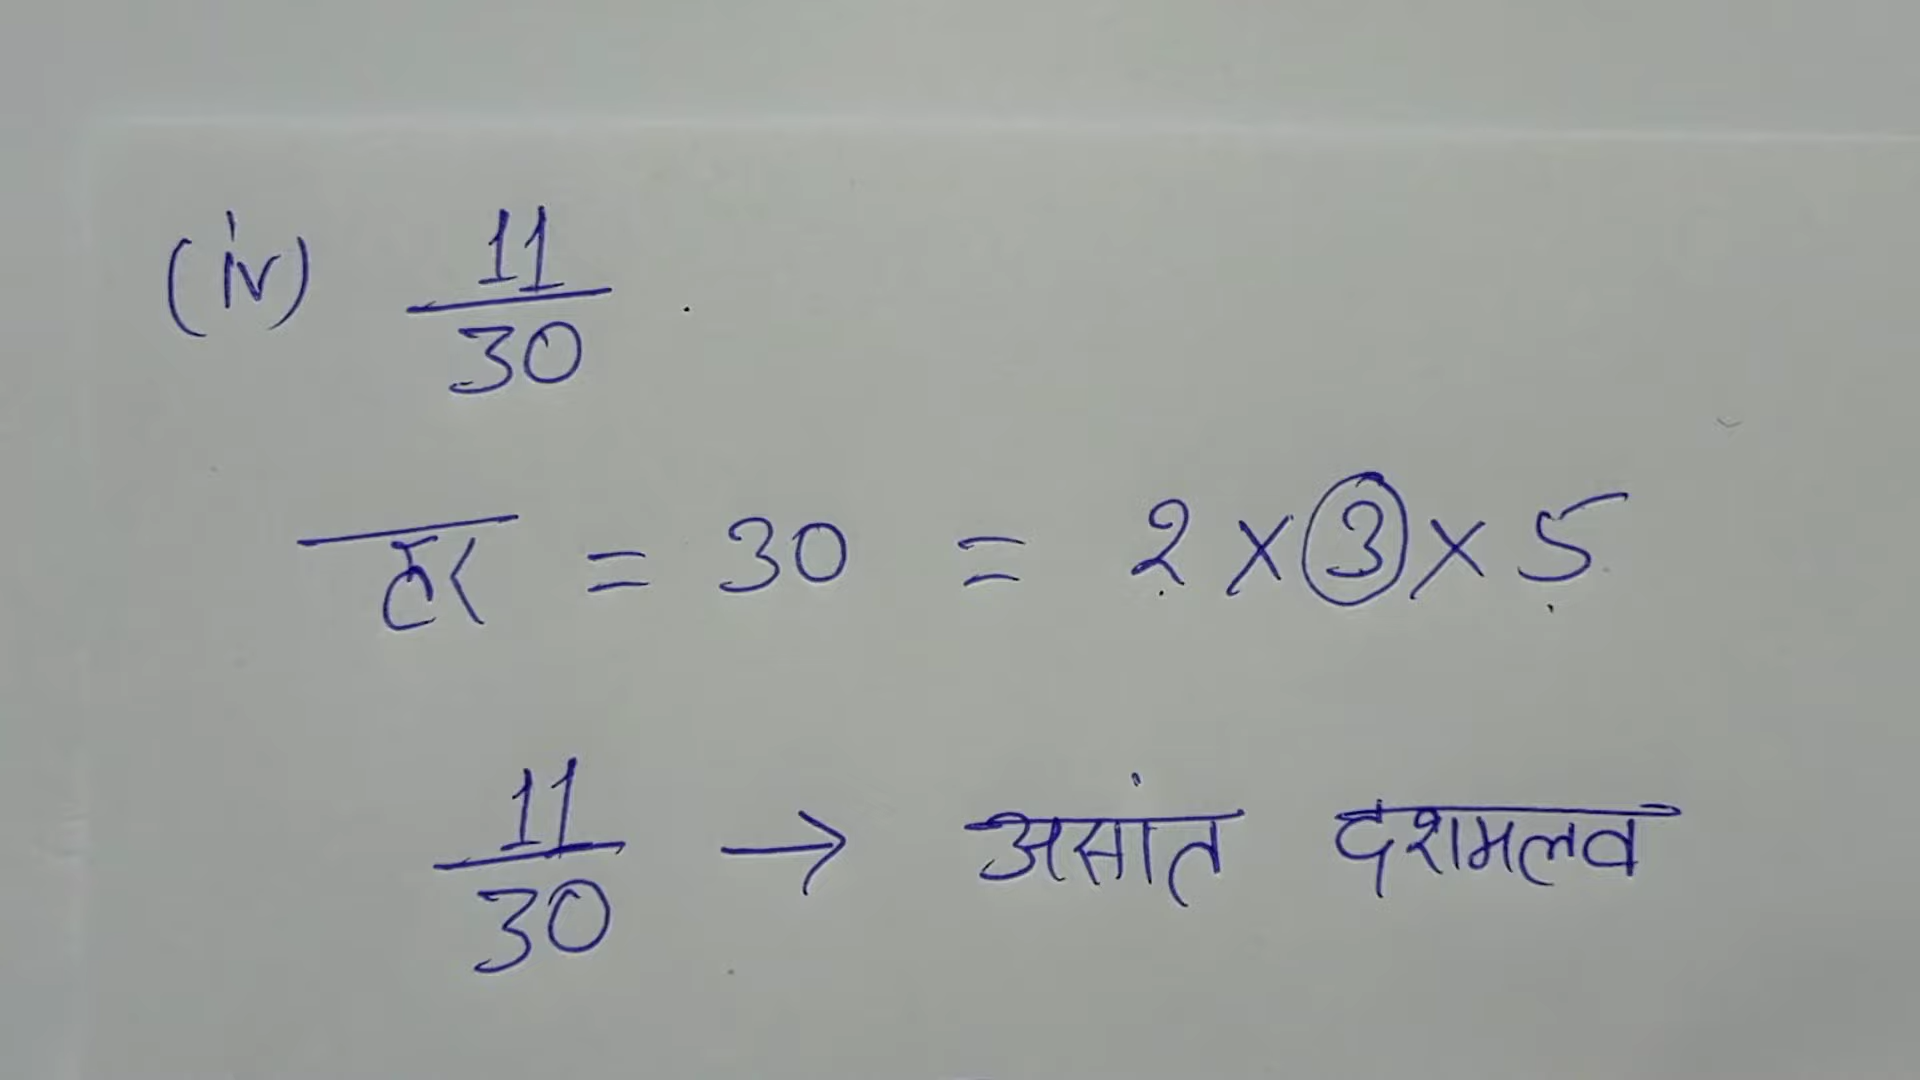 (iv) 11/30
हर = 30 = 2 × 3 × 5
11/30 → असांत दशमलव